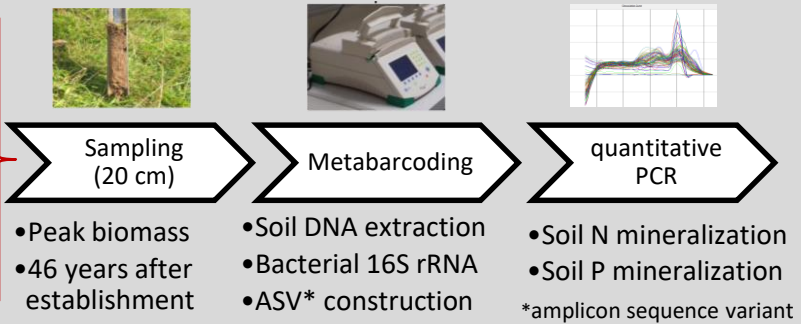 Sampling
(20 cm)
Metabarcoding
quantitative
PCR
•Peak biomass
•46 years after
establishment
•Soil DNA extraction
•Bacterial 16S rRNA
•ASV* construction
•Soil N mineralization
•Soil P mineralization
*amplicon sequence variant